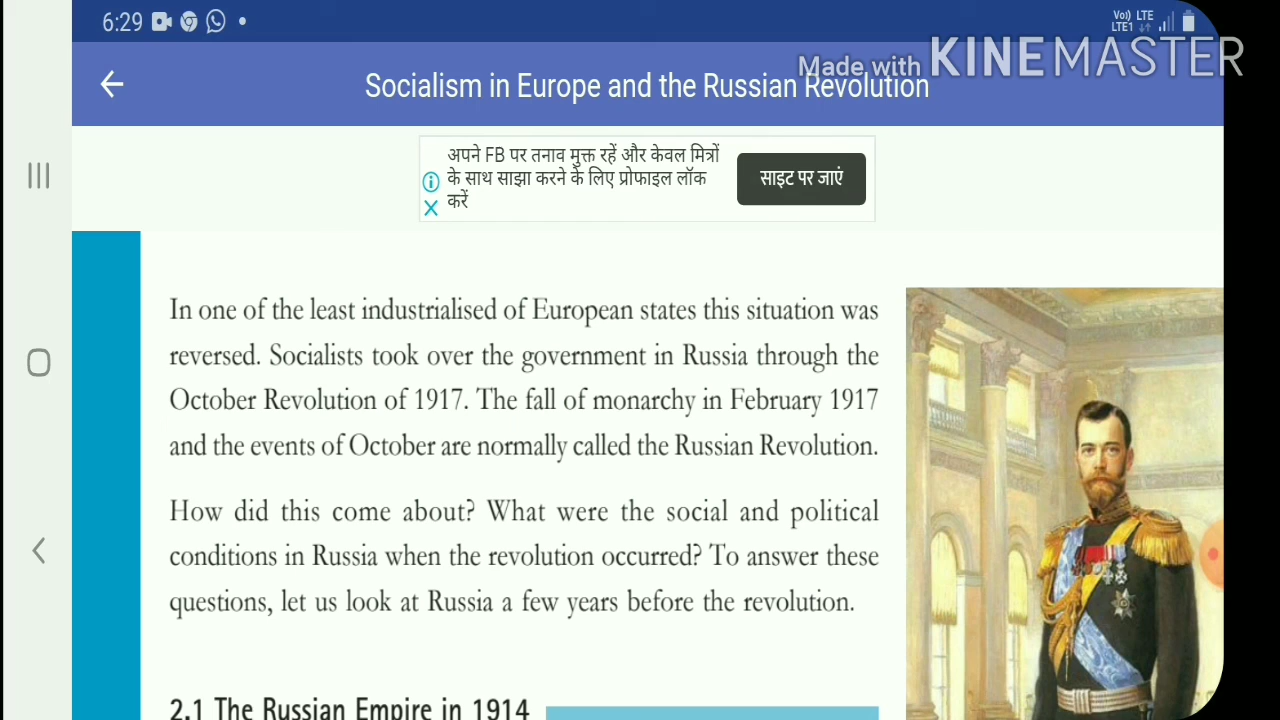 6:29
Vo) LTE
LTE1
Made with KINEMASTER
Socialism in Europe and the Russian Revolution
अपने FB पर तनाव मुक्त रहें और केवल मित्रों
के साथ साझा करने के लिए प्रोफाइल लॉक
करें
साइट पर जाएं
In one of the least industrialised of European states this situation was
reversed. Socialists took over the government in Russia through the
October Revolution of 1917. The fall of monarchy in February 1917
and the events of October are normally called the Russian Revolution.
How did this come about? What were the social and political
conditions in Russia when the revolution occurred? To answer these
questions, let us look at Russia a few years before the revolution.
2.1 The Russian Empire in 1914